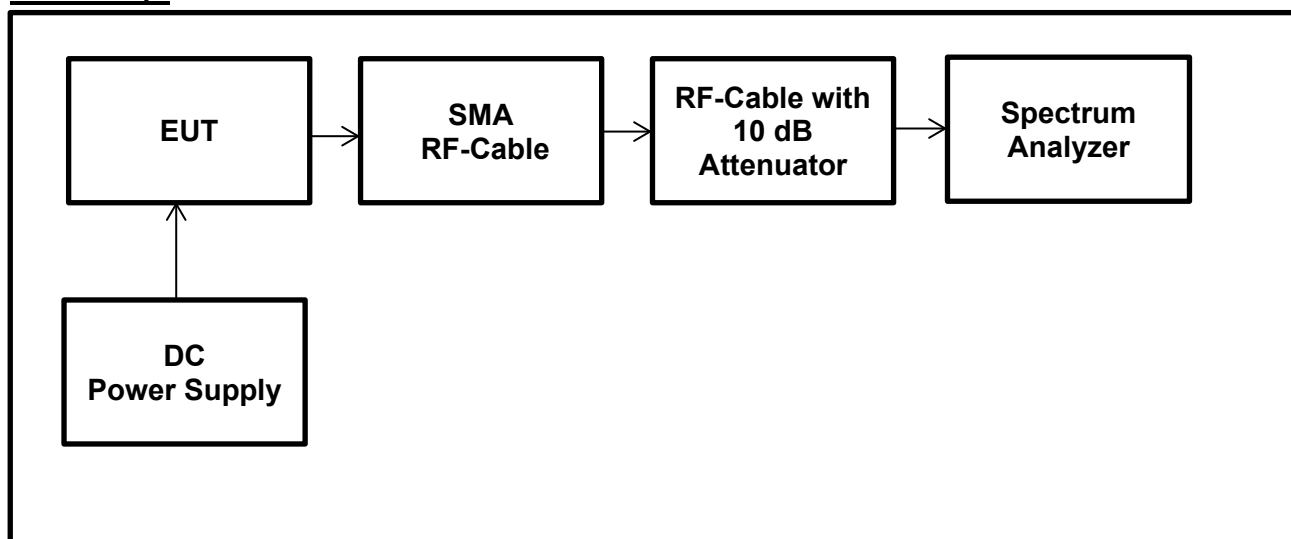 EUT
SMA
RF-Cable
RF-Cable with
10 dB
Attenuator
Spectrum
Analyzer
DC
Power Supply